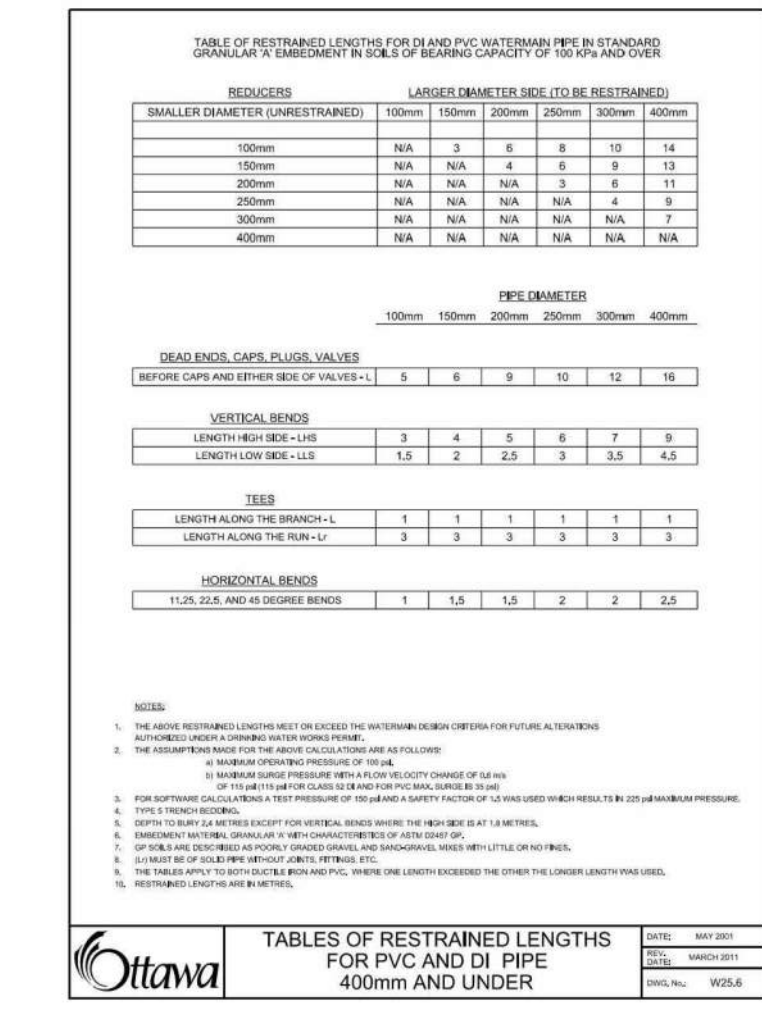 TABLE OF RESTRAINED LENGTHS FOR DI AND PVC WATERMAIN PIPE IN STANDARD
GRANULAR 'A' EMBEDMENT IN SOILS OF BEARING CAPACITY OF 100 KPa AND OVER
REDUCERS LARGER DIAMETER SIDE (TO BE RESTRAINED)
SMALLER DIAMETER (UNRESTRAINED) 100mm 150mm 200mm 250mm 300mm 400mm
100mm N/A 3 6 8 10 14
150mm N/A N/A 4 6 9 13
200mm N/A N/A N/A 3 6 11
250mm N/A N/A N/A N/A 4 9
300mm N/A N/A N/A N/A N/A 7
400mm N/A N/A N/A N/A N/A N/A
PIPE DIAMETER
100mm 150mm 200mm 250mm 300mm 400mm
DEAD ENDS, CAPS, PLUGS, VALVES
BEFORE CAPS AND EITHER SIDE OF VALVES - L 5 6 9 10 12 16
VERTICAL BENDS
LENGTH HIGH SIDE - LHS 3 4 5 6 7 9
LENGTH LOW SIDE - LLS 1.5 2 2.5 3 3.5 4.5
TEES
LENGTH ALONG THE BRANCH - L 1 1 1 1 1 1
LENGTH ALONG THE RUN - Lr 3 3 3 3 3 3
HORIZONTAL BENDS
11.25, 22.5, AND 45 DEGREE BENDS 1 1.5 1.5 2 2 2.5
NOTES:
1. THE ABOVE RESTRAINED LENGTHS MEET OR EXCEED THE WATERMAIN DESIGN CRITERIA FOR FUTURE ALTERATIONS
AUTHORIZED UNDER A DRINKING WATER WORKS PERMIT.
2. THE ASSUMPTIONS MADE FOR THE ABOVE CALCULATIONS ARE AS FOLLOWS:
a) MAXIMUM OPERATING PRESSURE OF 100 psi.
b) MAXIMUM SURGE PRESSURE WITH A FLOW VELOCITY CHANGE OF 0.6 m/s
OF 115 psi (115 psi FOR CLASS 52 DI AND FOR PVC MAX. SURGE IS 35 psi)
3. FOR SOFTWARE CALCULATIONS A TEST PRESSURE OF 150 psi AND A SAFETY FACTOR OF 1.5 WAS USED WHICH RESULTS IN 225 psi MAXIMUM PRESSURE.
4. TYPE 5 TRENCH BEDDING.
5. DEPTH TO BURY 2.4 METRES EXCEPT FOR VERTICAL BENDS WHERE THE HIGH SIDE IS AT 1.8 METRES.
6. EMBEDMENT MATERIAL GRANULAR 'A' WITH CHARACTERISTICS OF ASTM D2487 GP.
7. GP SOILS ARE DESCRIBED AS POORLY GRADED GRAVEL AND SAND-GRAVEL MIXES WITH LITTLE OR NO FINES.
8. (Lr) MUST BE OF SOLID PIPE WITHOUT JOINTS, FITTINGS, ETC.
9. THE TABLES APPLY TO BOTH DUCTILE IRON AND PVC. WHERE ONE LENGTH EXCEEDED THE OTHER THE LONGER LENGTH WAS USED.
10. RESTRAINED LENGTHS ARE IN METRES.
Ottawa
TABLES OF RESTRAINED LENGTHS
FOR PVC AND DI PIPE
400mm AND UNDER
DATE: MAY 2001
REV. DATE: MARCH 2011
DWG. No.: W25.6